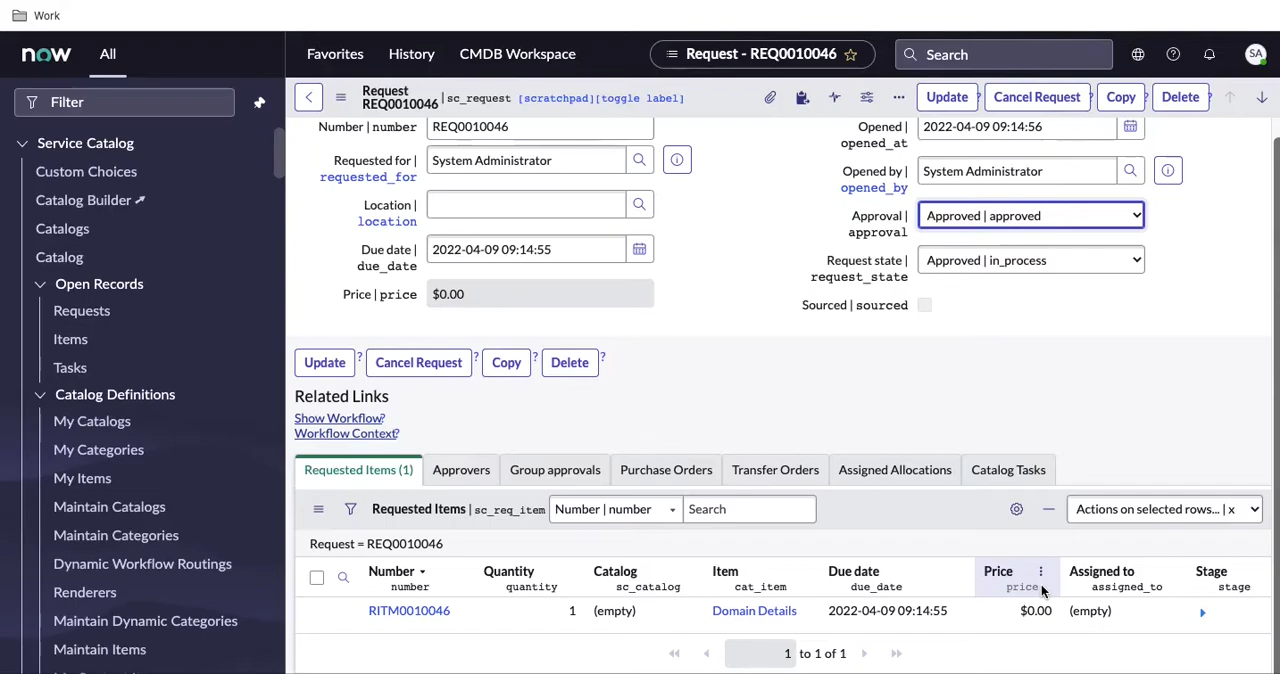 Work
now
All
Favorites
History
CMDB Workspace
Request - REQ0010046
Search
SA
Filter
Service Catalog
Custom Choices
Catalog Builder
Catalogs
Catalog
Open Records
Requests
Items
Tasks
Catalog Definitions
My Catalogs
My Categories
My Items
Maintain Catalogs
Maintain Categories
Dynamic Workflow Routings
Renderers
Maintain Dynamic Categories
Maintain Items
Request
REQ0010046 | sc_request [scratchpad][toggle label]
Update ?
Cancel Request ?
Copy ?
Delete ?
Number | number
REQ0010046
Requested for |
requested_for
System Administrator
Location |
location
Due date |
due_date
2022-04-09 09:14:55
Price | price
$0.00
Opened |
opened_at
2022-04-09 09:14:56
Opened by |
opened_by
System Administrator
Approval |
approval
Approved | approved
Request state |
request_state
Approved | in_process
Sourced | sourced
Update ?
Cancel Request ?
Copy ?
Delete ?
Related Links
Show Workflow?
Workflow Context?
Requested Items (1)
Approvers
Group approvals
Purchase Orders
Transfer Orders
Assigned Allocations
Catalog Tasks
Requested Items | sc_req_item
Number | number
Search
Actions on selected rows... | x
Request = REQ0010046
Number Quantity Catalog Item Due date Price Assigned to Stage
number quantity sc_catalog cat_item due_date price assigned_to stage
RITM0010046 1 (empty) Domain Details 2022-04-09 09:14:55 $0.00 (empty)
1 to 1 of 1